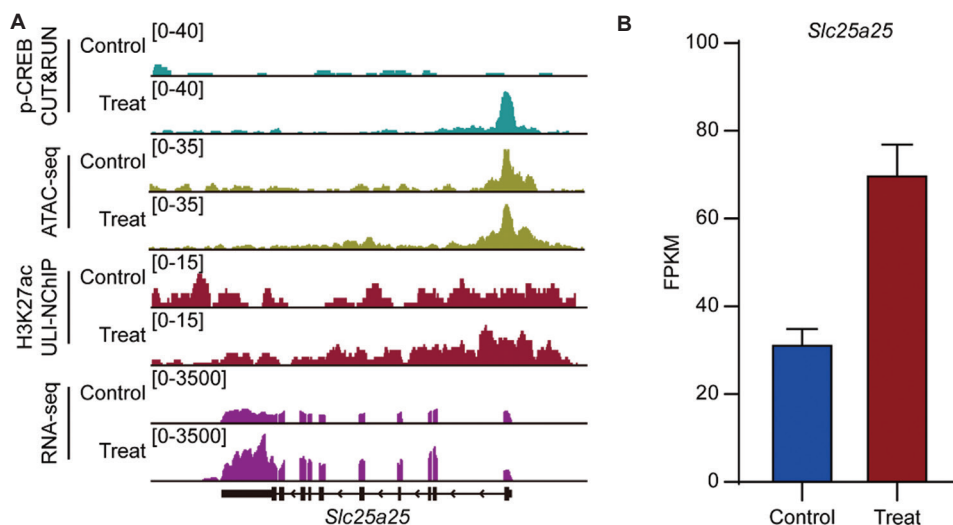 A
p-CREB
CUT&RUN
Control
[0-40]
Treat
[0-40]
ATAC-seq
Control
[0-35]
Treat
[0-35]
H3K27ac
ULI-NChIP
Control
[0-15]
Treat
[0-15]
RNA-seq
Control
[0-3500]
Treat
[0-3500]
Slc25a25
B
Slc25a25
FPKM
100
80
60
40
20
0
Control
Treat